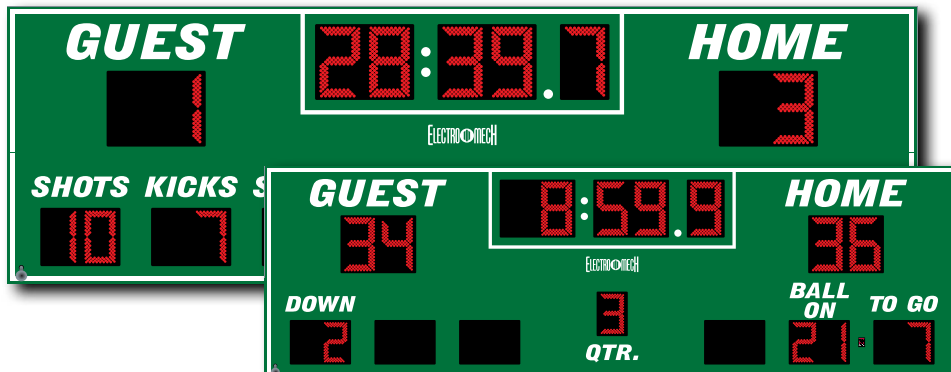 GUEST
28:39.7
HOME
1
3
ELECTRO MECH
SHOTS KICKS S
10
7
GUEST
8:59.9
HOME
34
36
ELECTRO MECH
DOWN
BALL ON
TO GO
2
3
21
7
QTR.